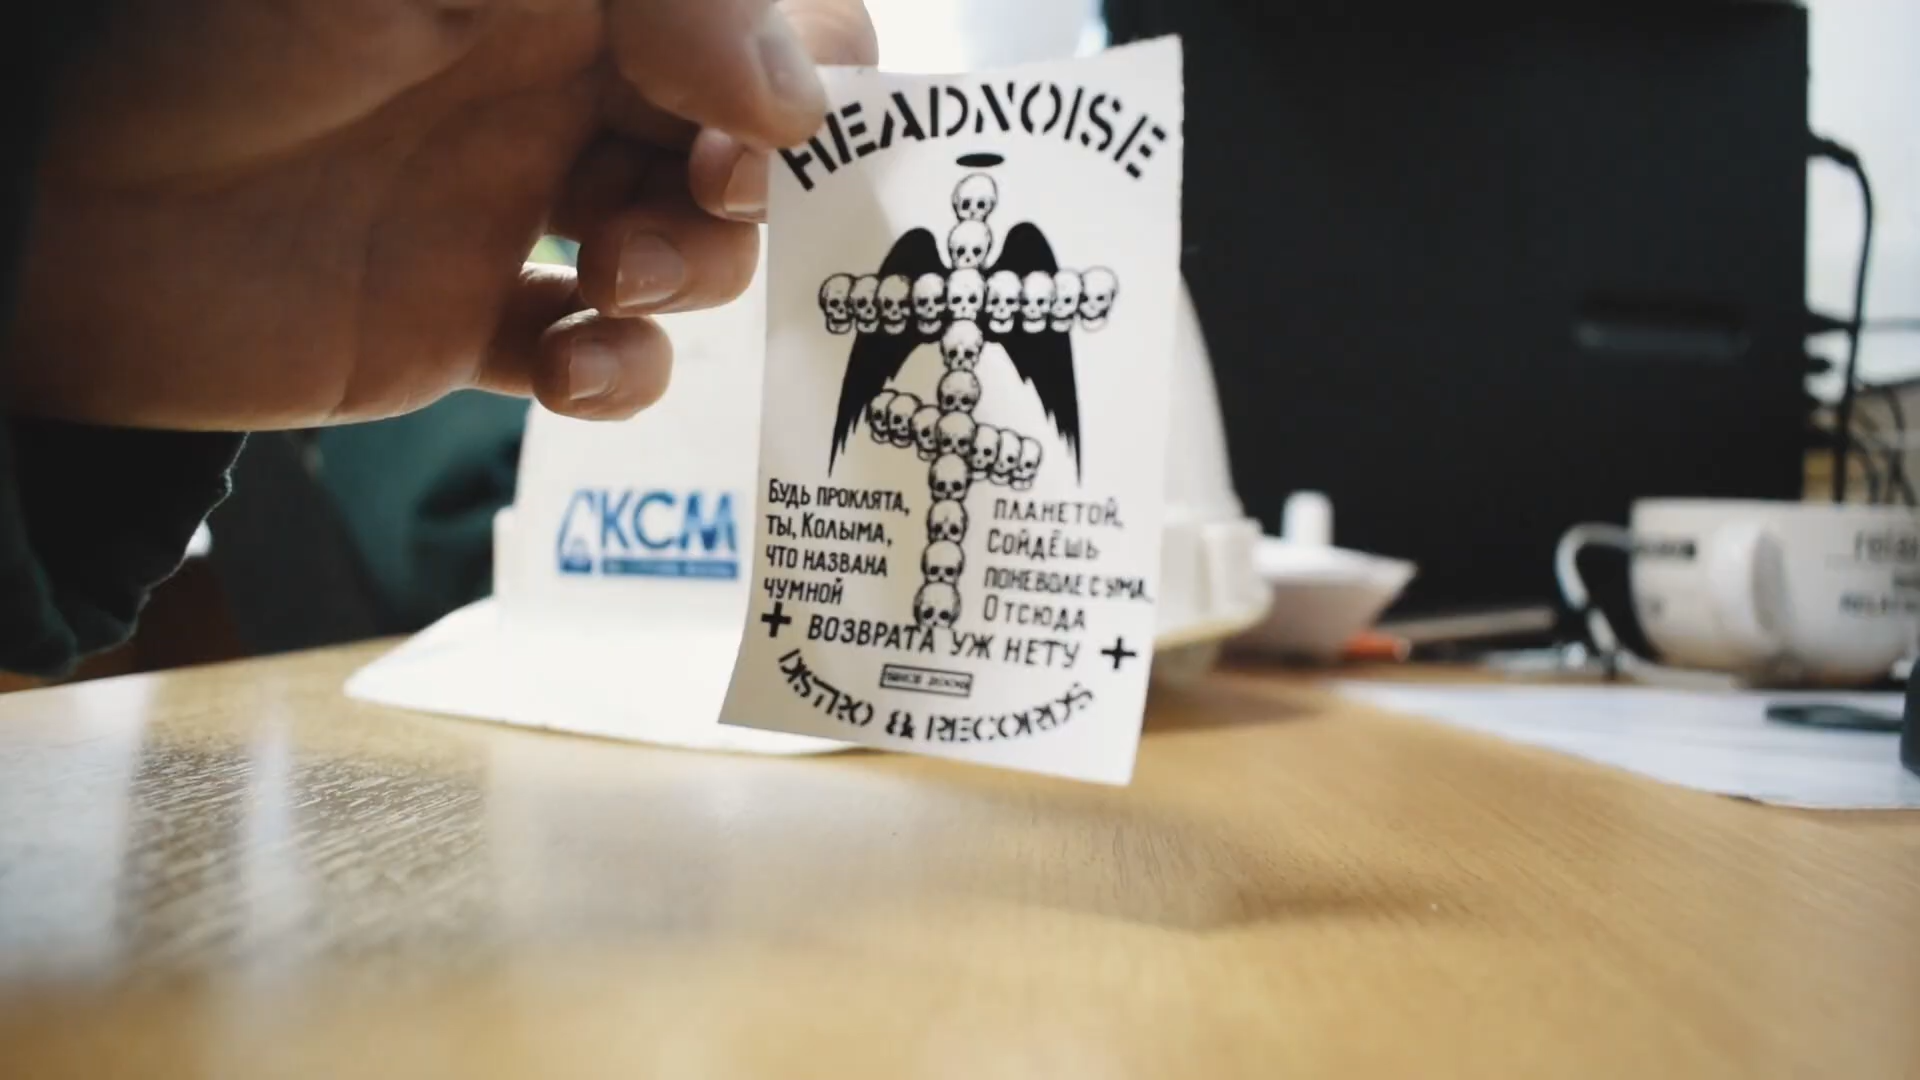 HEADNOISE
БУДЬ ПРОКЛЯТА,
ТЫ, КОЛЫМА,
ЧТО НАЗВАНА
ЧУМНОЙ
ПЛАНЕТОЙ,
СОЙДЁШЬ
ПОНЕВОЛЕ С УМА,
ОТСЮДА
ВОЗВРАТА УЖ НЕТУ
DISTRO & RECORDS
КСМ
relax